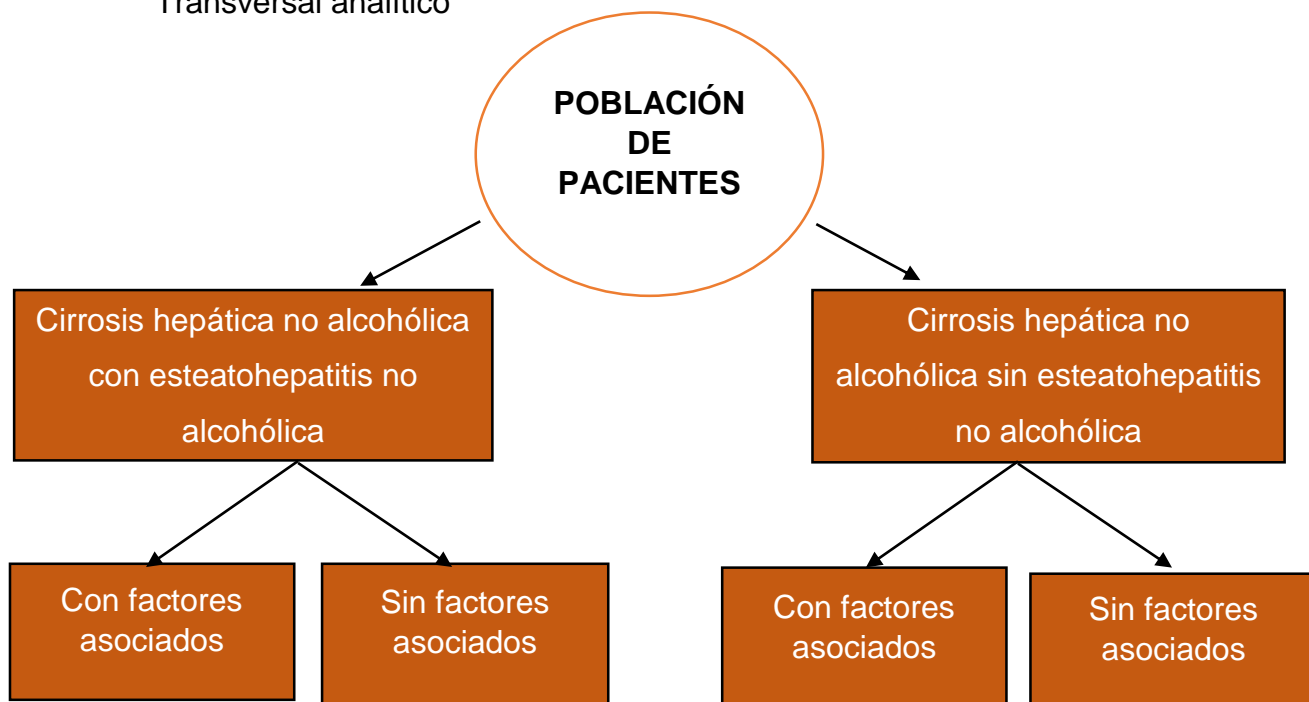 Transversal analítico
POBLACIÓN
DE
PACIENTES
Cirrosis hepática no alcohólica
con esteatohepatitis no
alcohólica
Cirrosis hepática no
alcohólica sin esteatohepatitis
no alcohólica
Con factores
asociados
Sin factores
asociados
Con factores
asociados
Sin factores
asociados